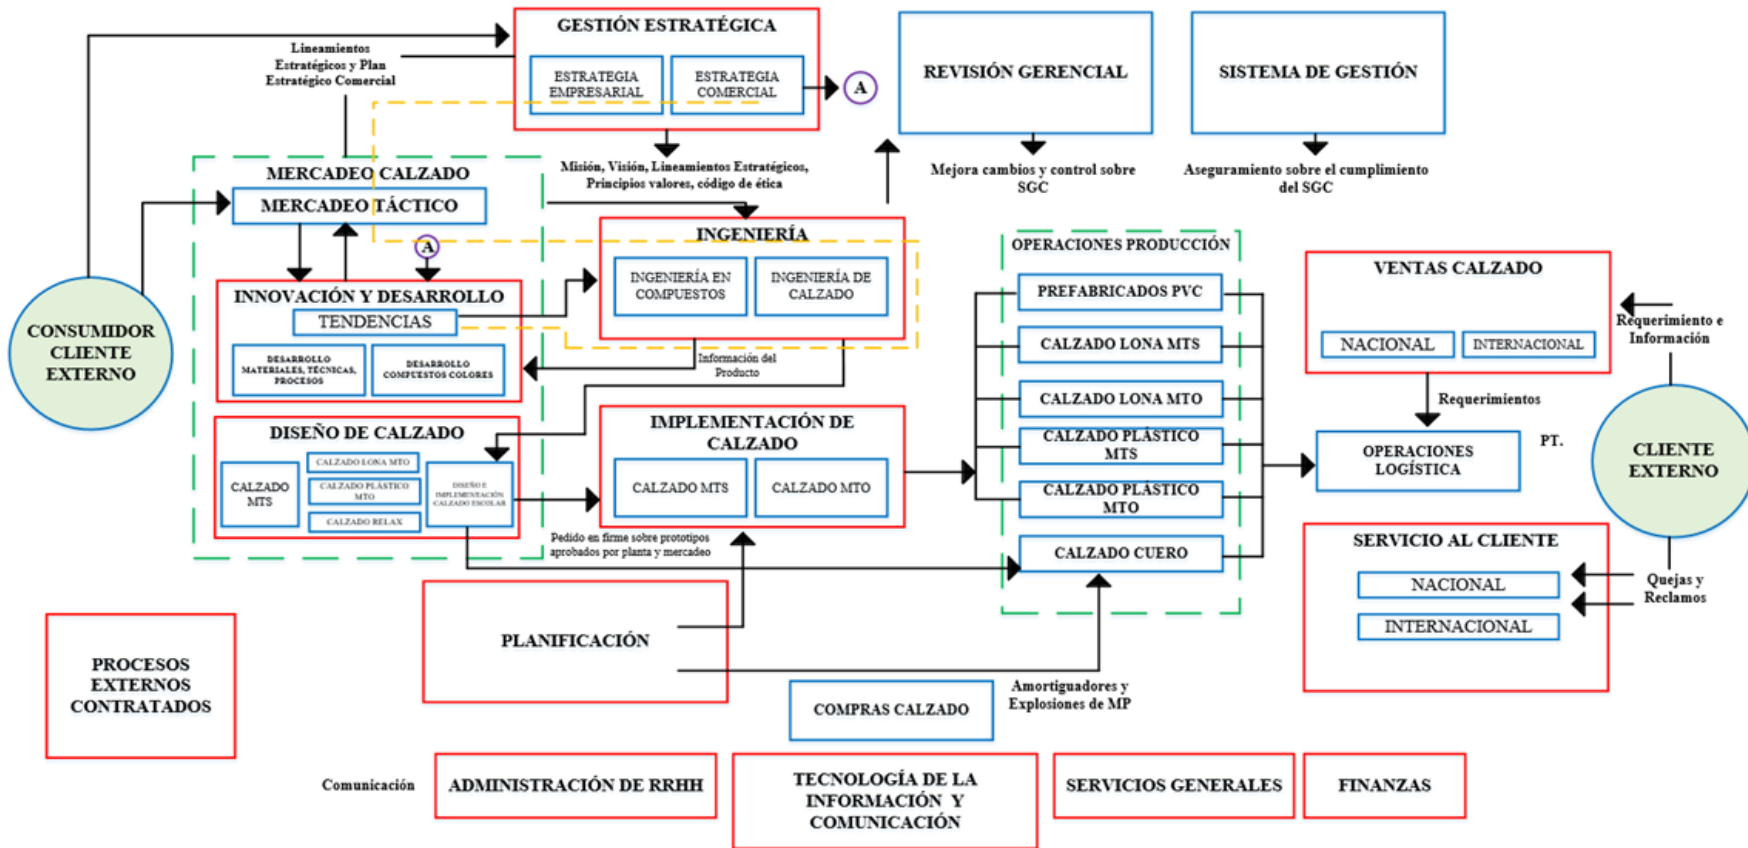 GESTIÓN ESTRATÉGICA
ESTRATEGIA
EMPRESARIAL
ESTRATEGIA
COMERCIAL
A
Lineamientos
Estratégicos y Plan
Estratégico Comercial
REVISIÓN GERENCIAL
SISTEMA DE GESTIÓN
Misión, Visión, Lineamientos Estratégicos,
Principios valores, código de ética
Mejora cambios y control sobre
SGC
Aseguramiento sobre el cumplimiento
del SGC
MERCADEO CALZADO
MERCADEO TÁCTICO
A
INNOVACIÓN Y DESARROLLO
TENDENCIAS
DESARROLLO
MATERIALES, TÉCNICAS,
PROCESOS
DESARROLLO
COMPUESTOS COLORES
CONSUMIDOR
CLIENTE
EXTERNO
INGENIERÍA
INGENIERÍA EN
COMPUESTOS
INGENIERÍA DE
CALZADO
Información del
Producto
DISEÑO DE CALZADO
CALZADO
MTS
CALZADO LONA MTO
CALZADO PLÁSTICO
MTO
CALZADO RELAX
DISEÑO E
IMPLEMENTACIÓN
CALZADO ESCOLAR
IMPLEMENTACIÓN DE
CALZADO
CALZADO MTS
CALZADO MTO
Pedido en firme sobre prototipos
aprobados por planta y mercadeo
OPERACIONES PRODUCCIÓN
PREFABRICADOS PVC
CALZADO LONA MTS
CALZADO LONA MTO
CALZADO PLÁSTICO
MTS
CALZADO PLÁSTICO
MTO
CALZADO CUERO
VENTAS CALZADO
NACIONAL
INTERNACIONAL
Requerimiento e
Información
Requerimientos
OPERACIONES
LOGÍSTICA
PT.
CLIENTE
EXTERNO
SERVICIO AL CLIENTE
NACIONAL
INTERNACIONAL
Quejas y
Reclamos
PLANIFICACIÓN
Amortiguadores y
Explosiones de MP
PROCESOS
EXTERNOS
CONTRATADOS
COMPRAS CALZADO
Comunicación
ADMINISTRACIÓN DE RRHH
TECNOLOGÍA DE LA
INFORMACIÓN Y
COMUNICACIÓN
SERVICIOS GENERALES
FINANZAS